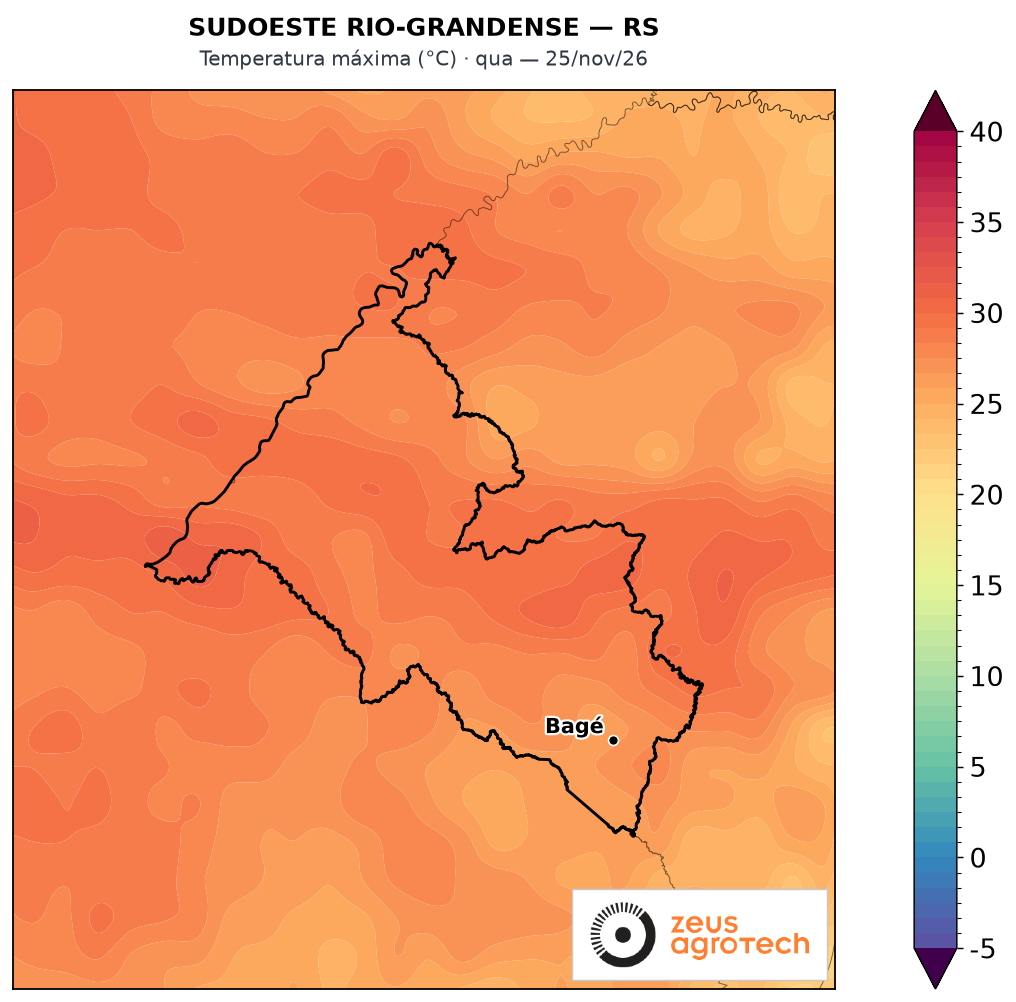 SUDOESTE RIO-GRANDENSE — RS
Temperatura máxima (°C) · qua — 25/nov/26
40
35
30
25
20
15
10
5
0
-5
Bagé
zeus
agrotech